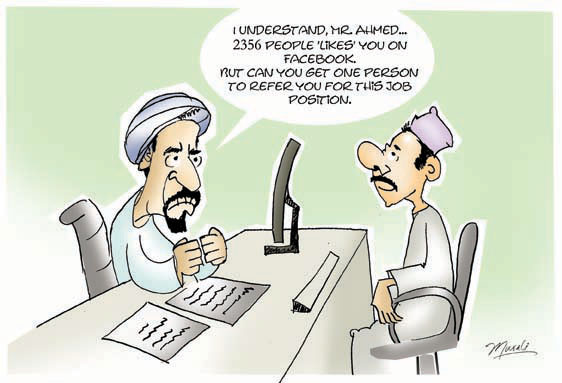 I UNDERSTAND, MR. AHMED...
2356 PEOPLE 'LIKES' YOU ON
FACEBOOK.
BUT CAN YOU GET ONE PERSON
TO REFER YOU FOR THIS JOB
POSITION.
Murali